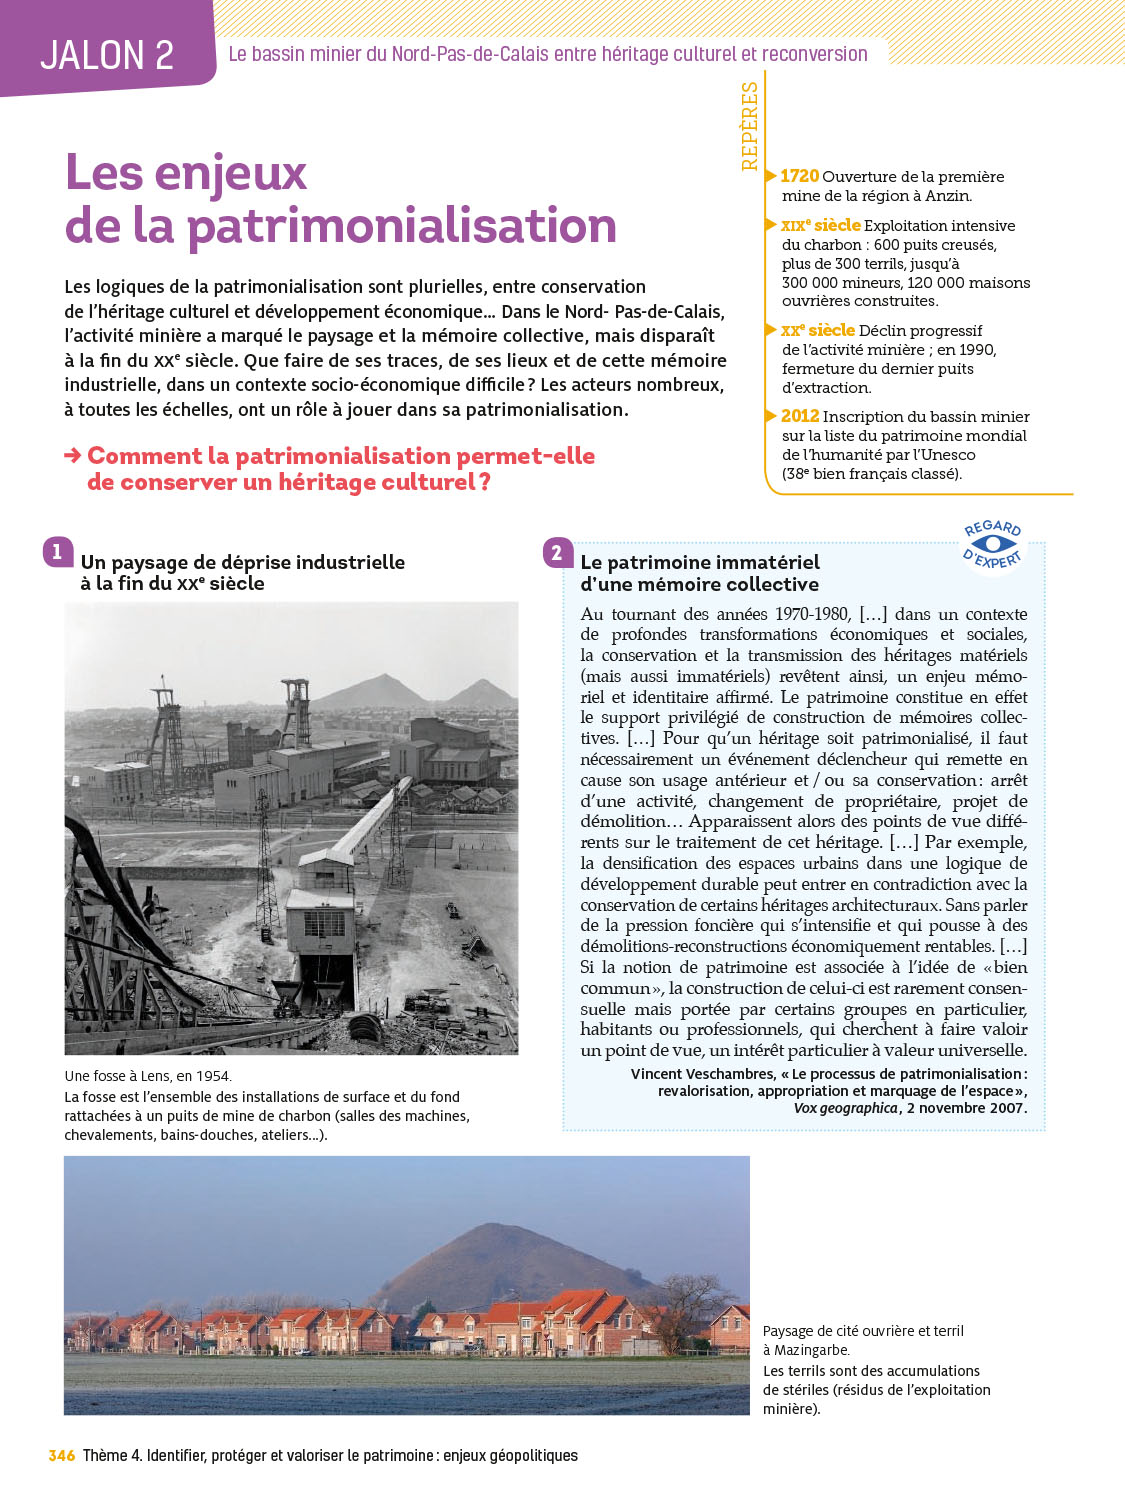 JALON 2
Le bassin minier du Nord-Pas-de-Calais entre héritage culturel et reconversion
Les enjeux
de la patrimonialisation
Les logiques de la patrimonialisation sont plurielles, entre conservation
de l’héritage culturel et développement économique… Dans le Nord- Pas-de-Calais,
l’activité minière a marqué le paysage et la mémoire collective, mais disparaît
à la fin du XXe siècle. Que faire de ses traces, de ses lieux et de cette mémoire
industrielle, dans un contexte socio-économique difficile ? Les acteurs nombreux,
à toutes les échelles, ont un rôle à jouer dans sa patrimonialisation.
→ Comment la patrimonialisation permet-elle
de conserver un héritage culturel ?
REPÈRES
1720 Ouverture de la première
mine de la région à Anzin.
XIXe siècle Exploitation intensive
du charbon : 600 puits creusés,
plus de 300 terrils, jusqu’à
300 000 mineurs, 120 000 maisons
ouvrières construites.
XXe siècle Déclin progressif
de l’activité minière ; en 1990,
fermeture du dernier puits
d’extraction.
2012 Inscription du bassin minier
sur la liste du patrimoine mondial
de l’humanité par l’Unesco
(38e bien français classé).
1
Un paysage de déprise industrielle
à la fin du XXe siècle
Une fosse à Lens, en 1954.
La fosse est l’ensemble des installations de surface et du fond
rattachées à un puits de mine de charbon (salles des machines,
chevalements, bains-douches, ateliers…).
2
REGARD
D’EXPERT
Le patrimoine immatériel
d’une mémoire collective
Au tournant des années 1970-1980, […] dans un contexte
de profondes transformations économiques et sociales,
la conservation et la transmission des héritages matériels
(mais aussi immatériels) revêtent ainsi, un enjeu mémo-
riel et identitaire affirmé. Le patrimoine constitue en effet
le support privilégié de construction de mémoires collec-
tives. […] Pour qu’un héritage soit patrimonialisé, il faut
nécessairement un événement déclencheur qui remette en
cause son usage antérieur et / ou sa conservation : arrêt
d’une activité, changement de propriétaire, projet de
démolition… Apparaissent alors des points de vue diffé-
rents sur le traitement de cet héritage. […] Par exemple,
la densification des espaces urbains dans une logique de
développement durable peut entrer en contradiction avec la
conservation de certains héritages architecturaux. Sans parler
de la pression foncière qui s’intensifie et qui pousse à des
démolitions-reconstructions économiquement rentables. […]
Si la notion de patrimoine est associée à l’idée de « bien
commun », la construction de celui-ci est rarement consen-
suelle mais portée par certains groupes en particulier,
habitants ou professionnels, qui cherchent à faire valoir
un point de vue, un intérêt particulier à valeur universelle.
Vincent Veschambres, « Le processus de patrimonialisation :
revalorisation, appropriation et marquage de l’espace »,
Vox geographica, 2 novembre 2007.
Paysage de cité ouvrière et terril
à Mazingarbe.
Les terrils sont des accumulations
de stériles (résidus de l’exploitation
minière).
346 Thème 4. Identifier, protéger et valoriser le patrimoine : enjeux géopolitiques